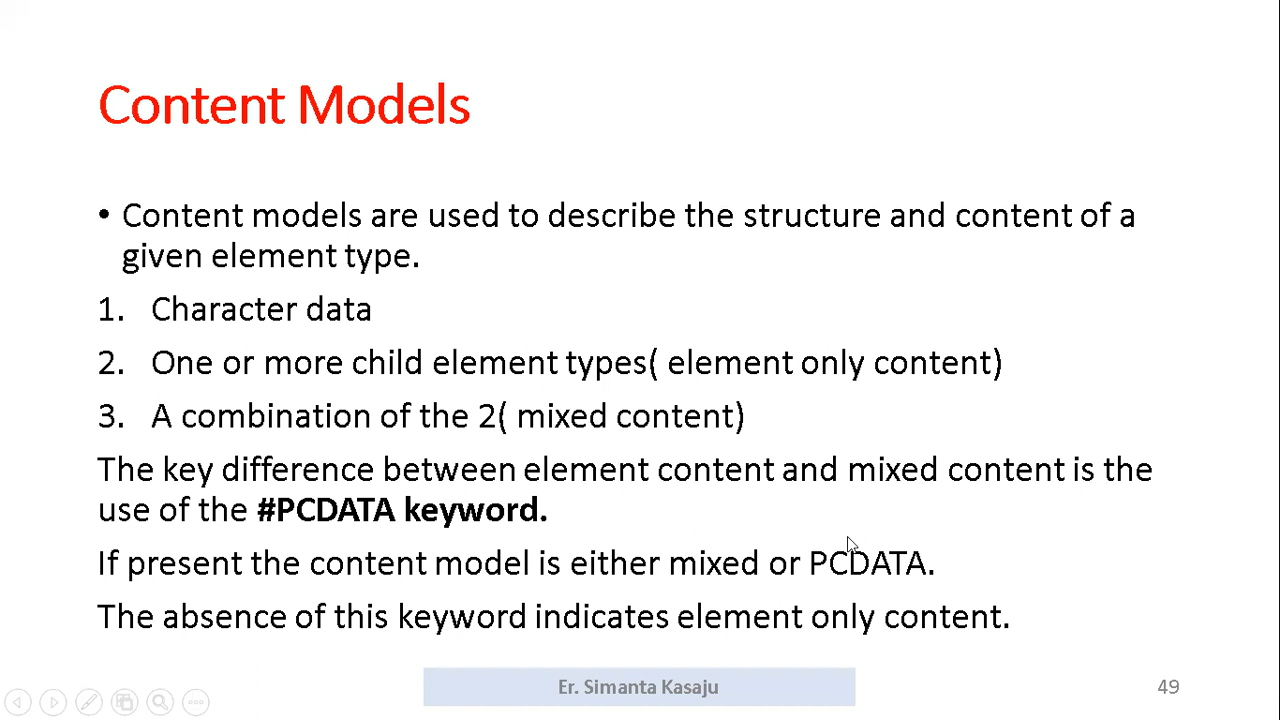 Content Models
• Content models are used to describe the structure and content of a
given element type.
1. Character data
2. One or more child element types( element only content)
3. A combination of the 2( mixed content)
The key difference between element content and mixed content is the
use of the #PCDATA keyword.
If present the content model is either mixed or PCDATA.
The absence of this keyword indicates element only content.
Er. Simanta Kasaju
49